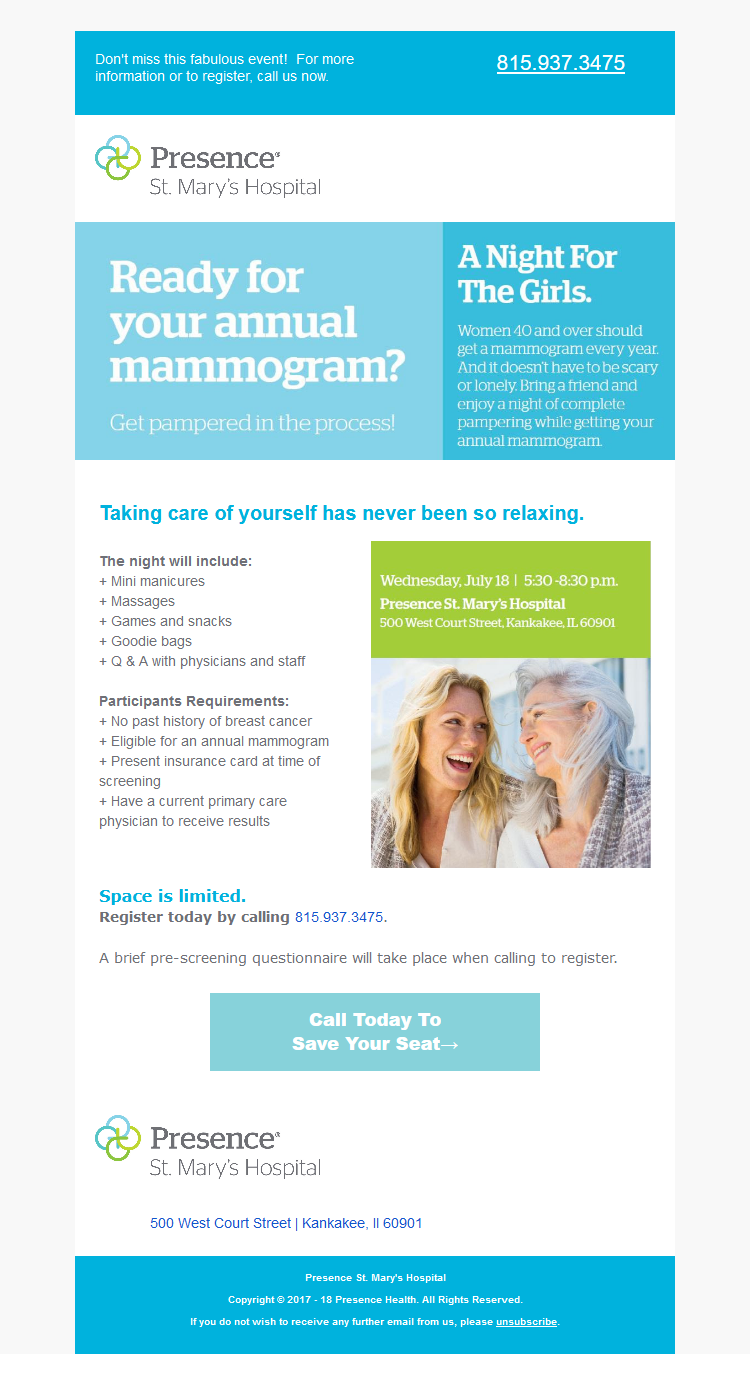 Don't miss this fabulous event!  For more
information or to register, call us now.
815.937.3475
Presence®
St. Mary's Hospital
Ready for
your annual
mammogram?
Get pampered in the process!
A Night For
The Girls.
Women 40 and over should
get a mammogram every year.
And it doesn't have to be scary
or lonely. Bring a friend and
enjoy a night of complete
pampering while getting your
annual mammogram.
Taking care of yourself has never been so relaxing.
The night will include:
+ Mini manicures
+ Massages
+ Games and snacks
+ Goodie bags
+ Q & A with physicians and staff
Participants Requirements:
+ No past history of breast cancer
+ Eligible for an annual mammogram
+ Present insurance card at time of
screening
+ Have a current primary care
physician to receive results
Wednesday, July 18 | 5:30 -8:30 p.m.
Presence St. Mary's Hospital
500 West Court Street, Kankakee, IL 60901
Space is limited.
Register today by calling 815.937.3475.
A brief pre-screening questionnaire will take place when calling to register.
Call Today To
Save Your Seat→
Presence®
St. Mary's Hospital
500 West Court Street | Kankakee, Il 60901
Presence St. Mary's Hospital
Copyright © 2017 - 18 Presence Health. All Rights Reserved.
If you do not wish to receive any further email from us, please unsubscribe.